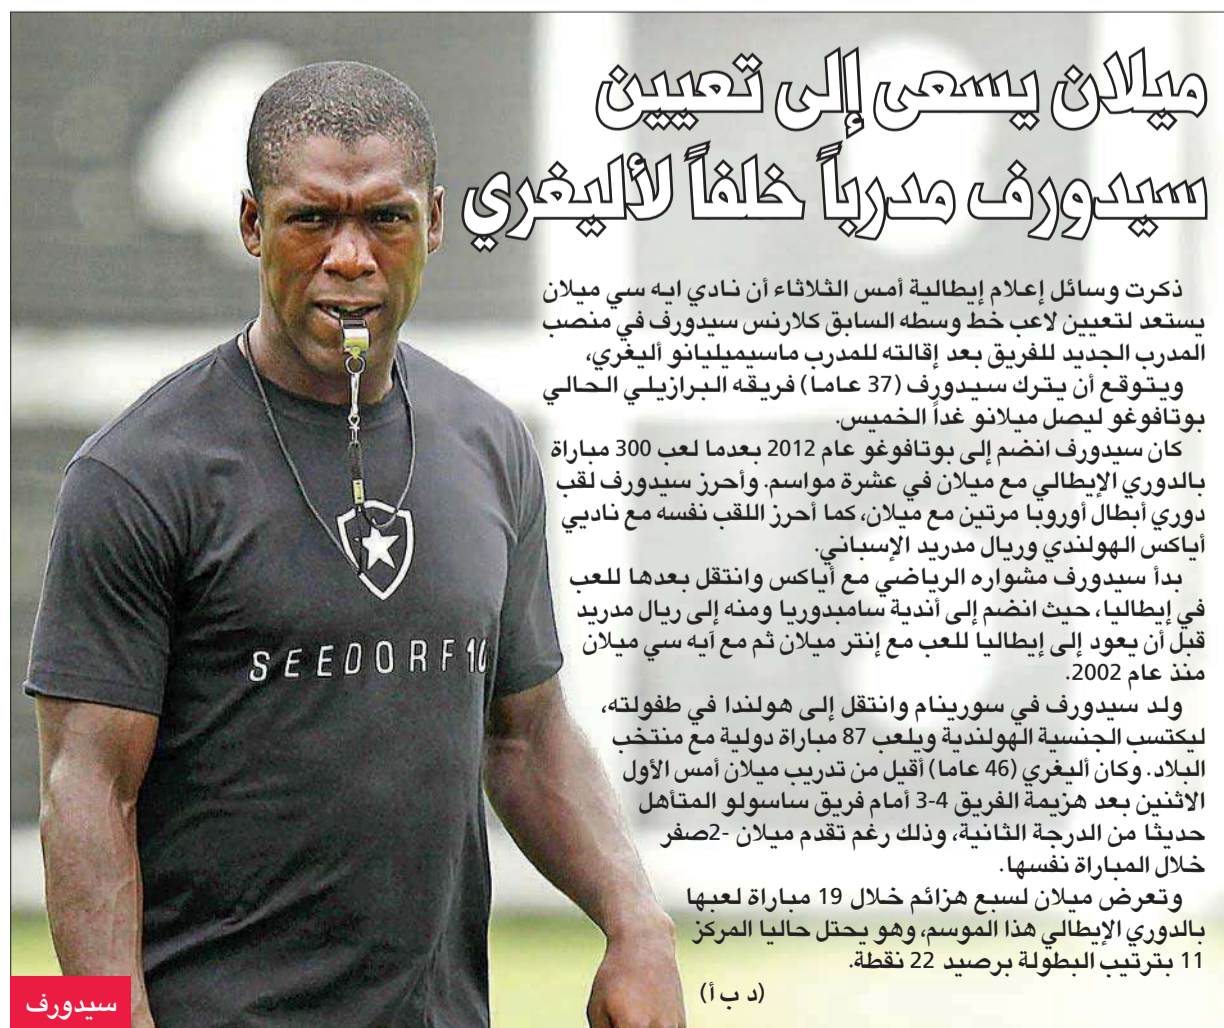 ميلان يسعى إلى تعيين
سيدورف مدرباً خلفاً لأليغري
ذكرت وسائل إعلام إيطالية أمس الثلاثاء أن نادي ايه سي ميلان
يستعد لتعيين لاعب خط وسطه السابق كلارنس سيدورف في منصب
المدرب الجديد للفريق بعد إقالته للمدرب ماسيميليانو أليغري،
ويتوقع أن يترك سيدورف (37 عاما) فريقه البرازيلي الحالي
بوتافوغو ليصل ميلانو غداً الخميس.
كان سيدورف انضم إلى بوتافوغو عام 2012 بعدما لعب 300 مباراة
بالدوري الإيطالي مع ميلان في عشرة مواسم. وأحرز سيدورف لقب
دوري أبطال أوروبا مرتين مع ميلان، كما أحرز اللقب نفسه مع ناديي
أياكس الهولندي وريال مدريد الإسباني.
بدأ سيدورف مشواره الرياضي مع أياكس وانتقل بعدها للعب
في إيطاليا، حيث انضم إلى أندية سامبدوريا ومنه إلى ريال مدريد
قبل أن يعود إلى إيطاليا للعب مع إنتر ميلان ثم مع آيه سي ميلان
منذ عام 2002.
ولد سيدورف في سورينام وانتقل إلى هولندا في طفولته،
ليكتسب الجنسية الهولندية ويلعب 87 مباراة دولية مع منتخب
البلاد. وكان أليغري (46 عاما) أقيل من تدريب ميلان أمس الأول
الاثنين بعد هزيمة الفريق 4-3 أمام فريق ساسولو المتأهل
حديثا من الدرجة الثانية، وذلك رغم تقدم ميلان -2صفر
خلال المباراة نفسها.
وتعرض ميلان لسبع هزائم خلال 19 مباراة لعبها
بالدوري الإيطالي هذا الموسم، وهو يحتل حاليا المركز
11 بترتيب البطولة برصيد 22 نقطة.
(د ب أ)
SEEDORF 10
سيدورف